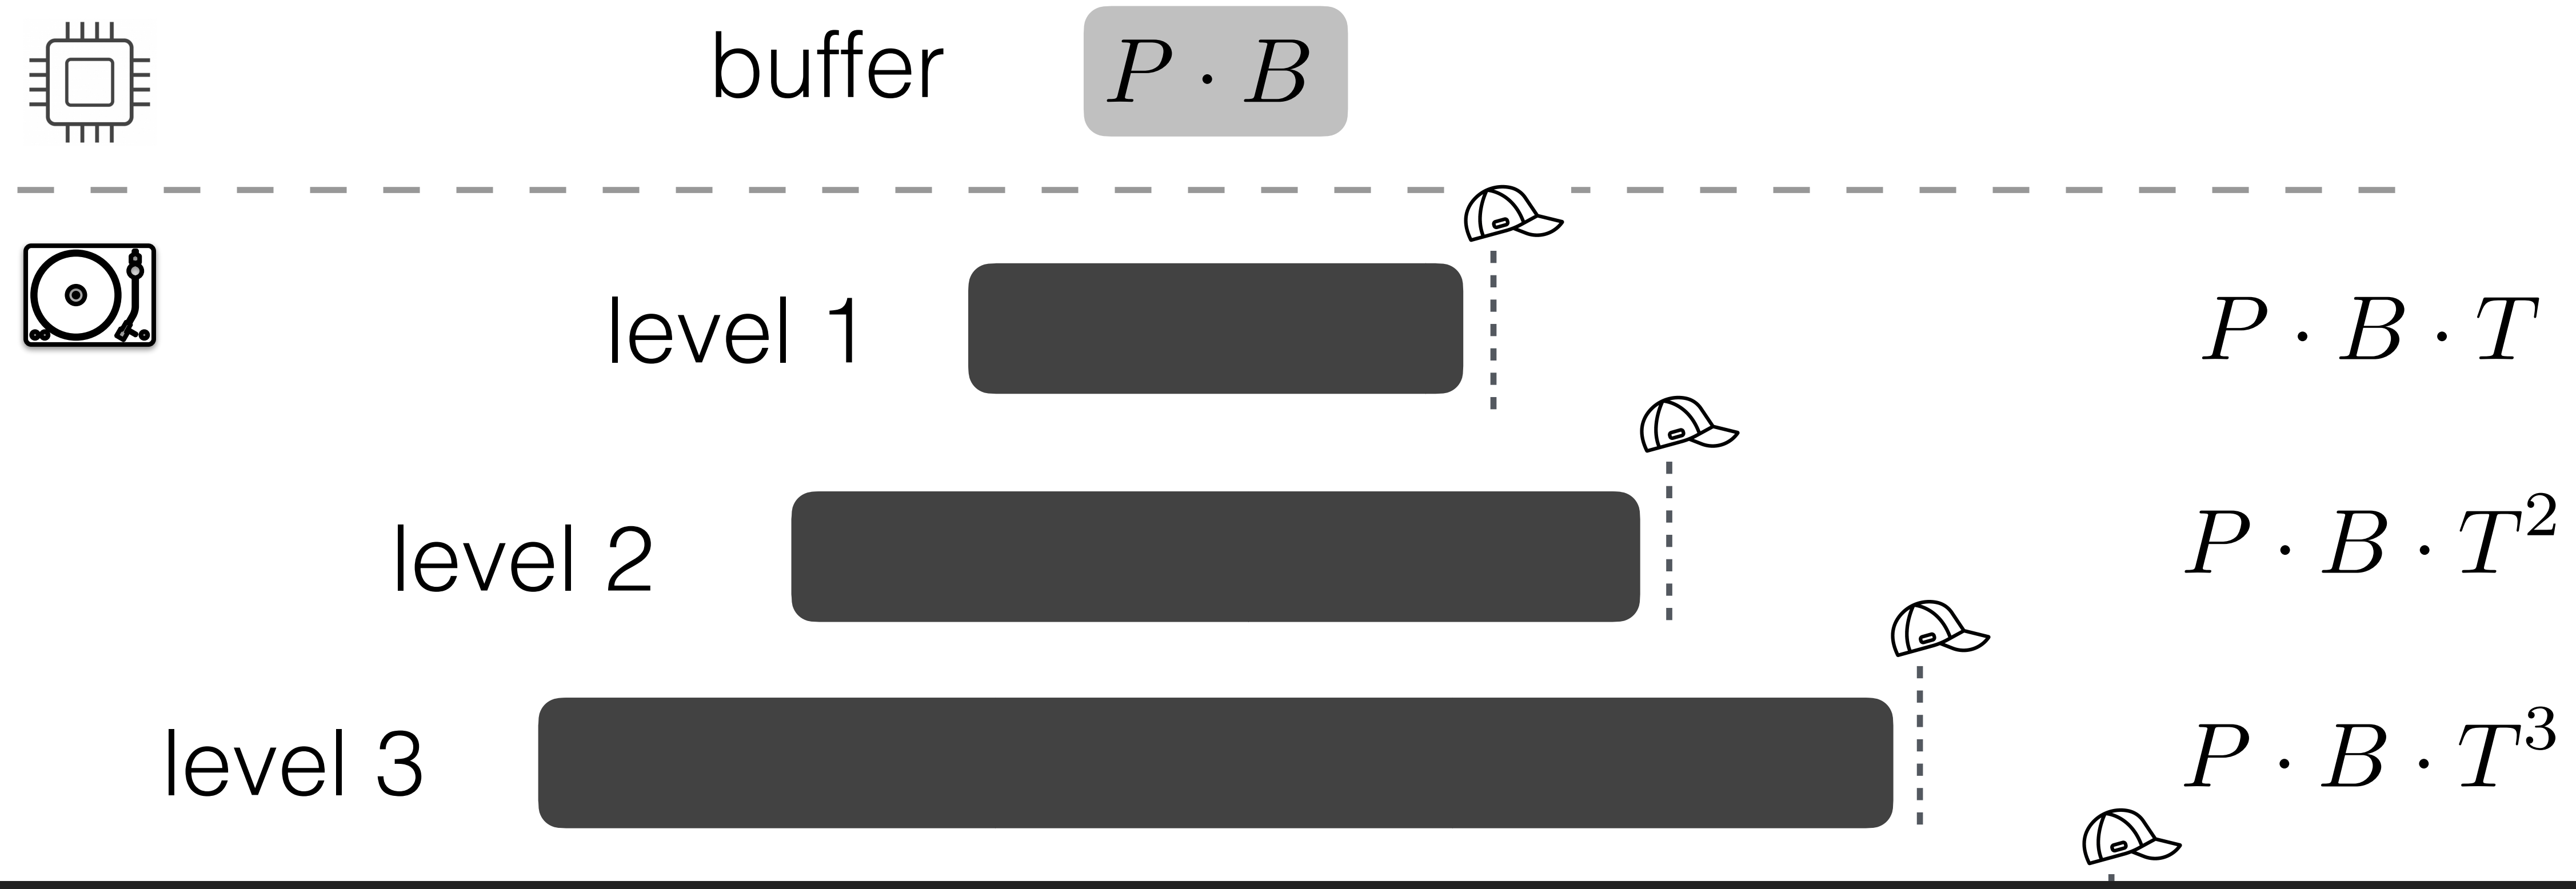 buffer P · B
level 1 P · B · T
level 2 P · B · T²
level 3 P · B · T³